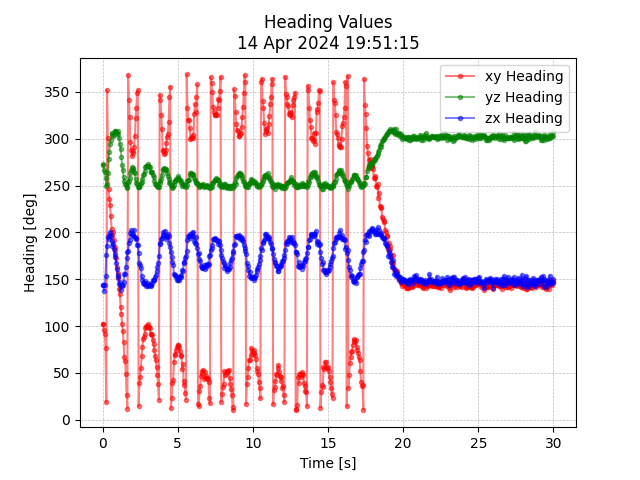 Heading Values
14 Apr 2024 19:51:15
xy Heading
yz Heading
zx Heading
Heading [deg]
350
300
250
200
150
100
50
0
0 5 10 15 20 25 30
Time [s]